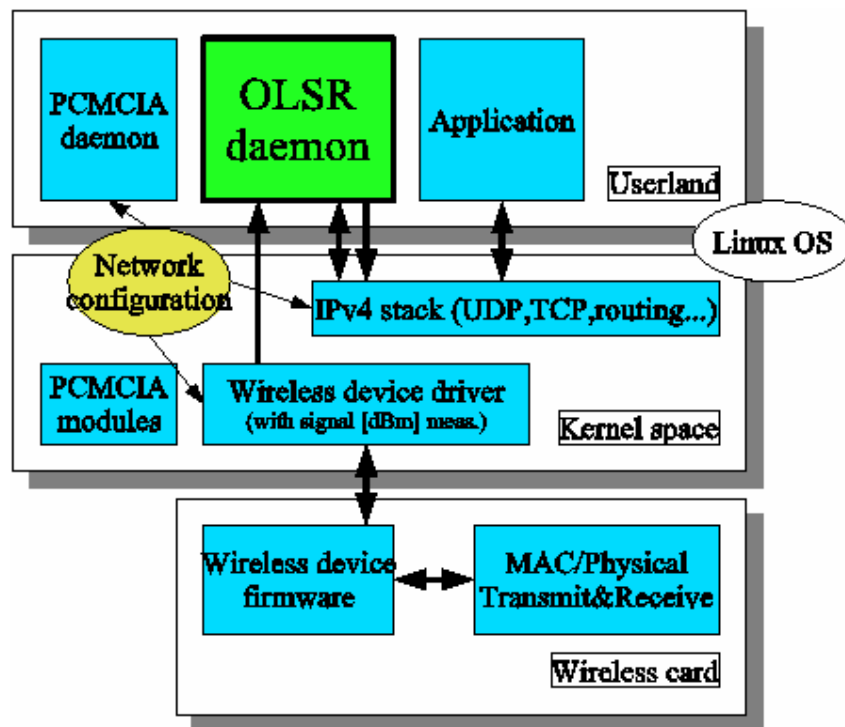 PCMCIA
daemon
OLSR
daemon
Application
Userland
Linux OS
Network
configuration
IPv4 stack (UDP,TCP,routing...)
PCMCIA
modules
Wireless device driver
(with signal [dBm] meas.)
Kernel space
Wireless device
firmware
MAC/Physical
Transmit&Receive
Wireless card